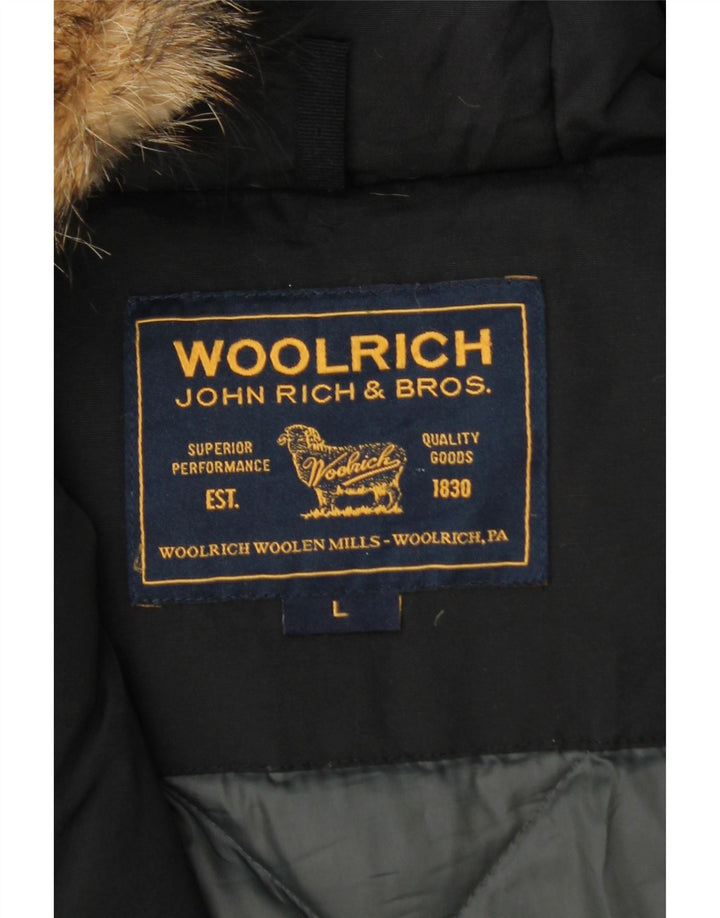 WOOLRICH
JOHN RICH & BROS.
SUPERIOR
PERFORMANCE
EST.
Woolrich
QUALITY
GOODS
1830
WOOLRICH WOOLEN MILLS - WOOLRICH, PA
L